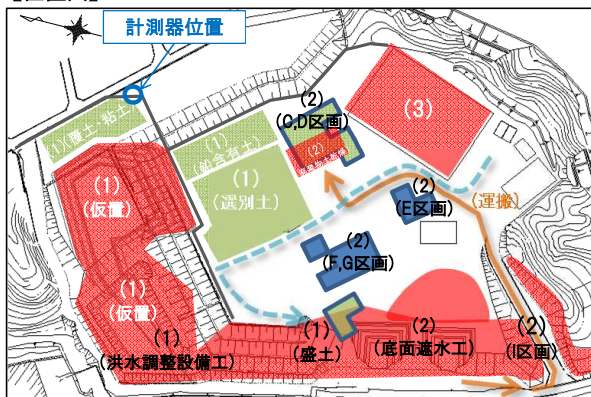 計測器位置
(1)(覆土・粘土)
(2)
(C,D区画)
(3)
(1)
(鉛含有土)
(2)
(1)
(選別土)
(1)
(仮置)
(2)
(E区画)
(運搬)
(2)
(F,G区画)
(1)
(仮置)
(1)
(洪水調整設備工)
(1)
(盛土)
(2)
(底面遮水工)
(2)
(I区画)